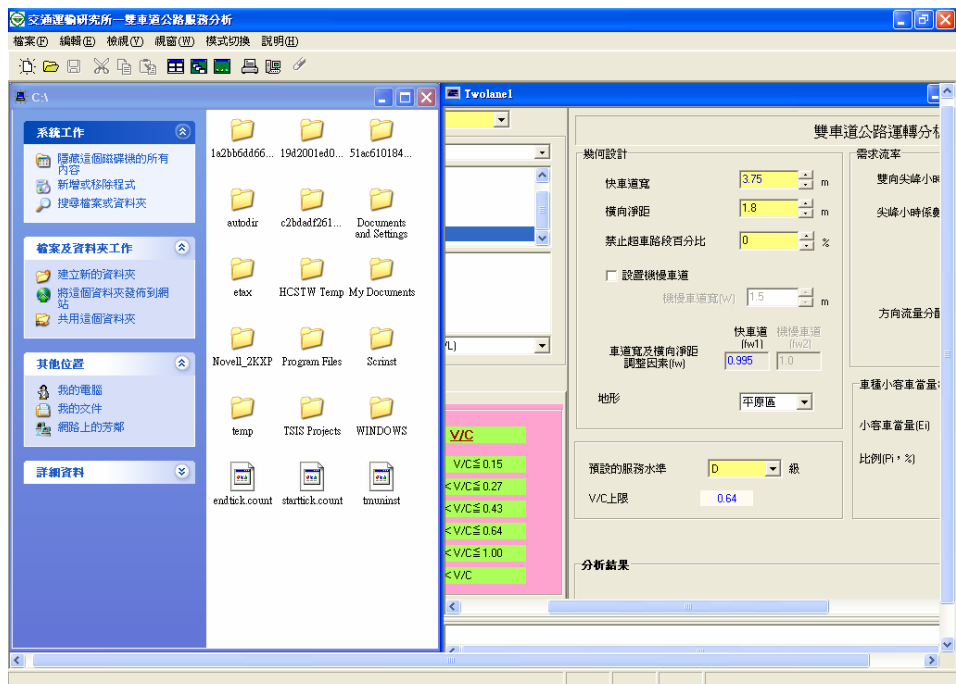 交通運輸研究所—雙車道公路服務分析
檔案(F) 編輯(E) 檢視(V) 視窗(W) 模式切換 說明(H)
C:\
系統工作
隱藏這個磁碟機的所有
內容
新增或移除程式
搜尋檔案或資料夾
檔案及資料夾工作
建立新的資料夾
將這個資料夾發佈到網
站
共用這個資料夾
其他位置
我的電腦
我的文件
網路上的芳鄰
詳細資料
1a2bb6dd66... 19d2001ed0... 51ac610184...
autodir c2bdadf261... Documents
and Settings
etax HCSTW Temp My Documents
Novell_2KXP Program Files Scrinst
temp TSIS Projects WINDOWS
endtick.count starttick.count tmuninst
Twolane1
/L)
V/C
V/C≦0.15
<V/C≦0.27
<V/C≦0.43
<V/C≦0.64
<V/C≦1.00
<V/C
雙車道公路運轉分析
幾何設計
快車道寬 3.75 m
橫向淨距 1.8 m
禁止超車路段百分比 0 %
設置機慢車道
機慢車道寬(W) 1.5 m
快車道 機慢車道
(fw1) (fw2)
車道寬及橫向淨距
調整因素(fw) 0.995 1.0
地形 平原區
預設的服務水準 D 級
V/C上限 0.64
分析結果
需求流率
雙向尖峰小時
尖峰小時係數
方向流量分配
車種小客車當量
小客車當量(Ei)
比例(Pi，%)